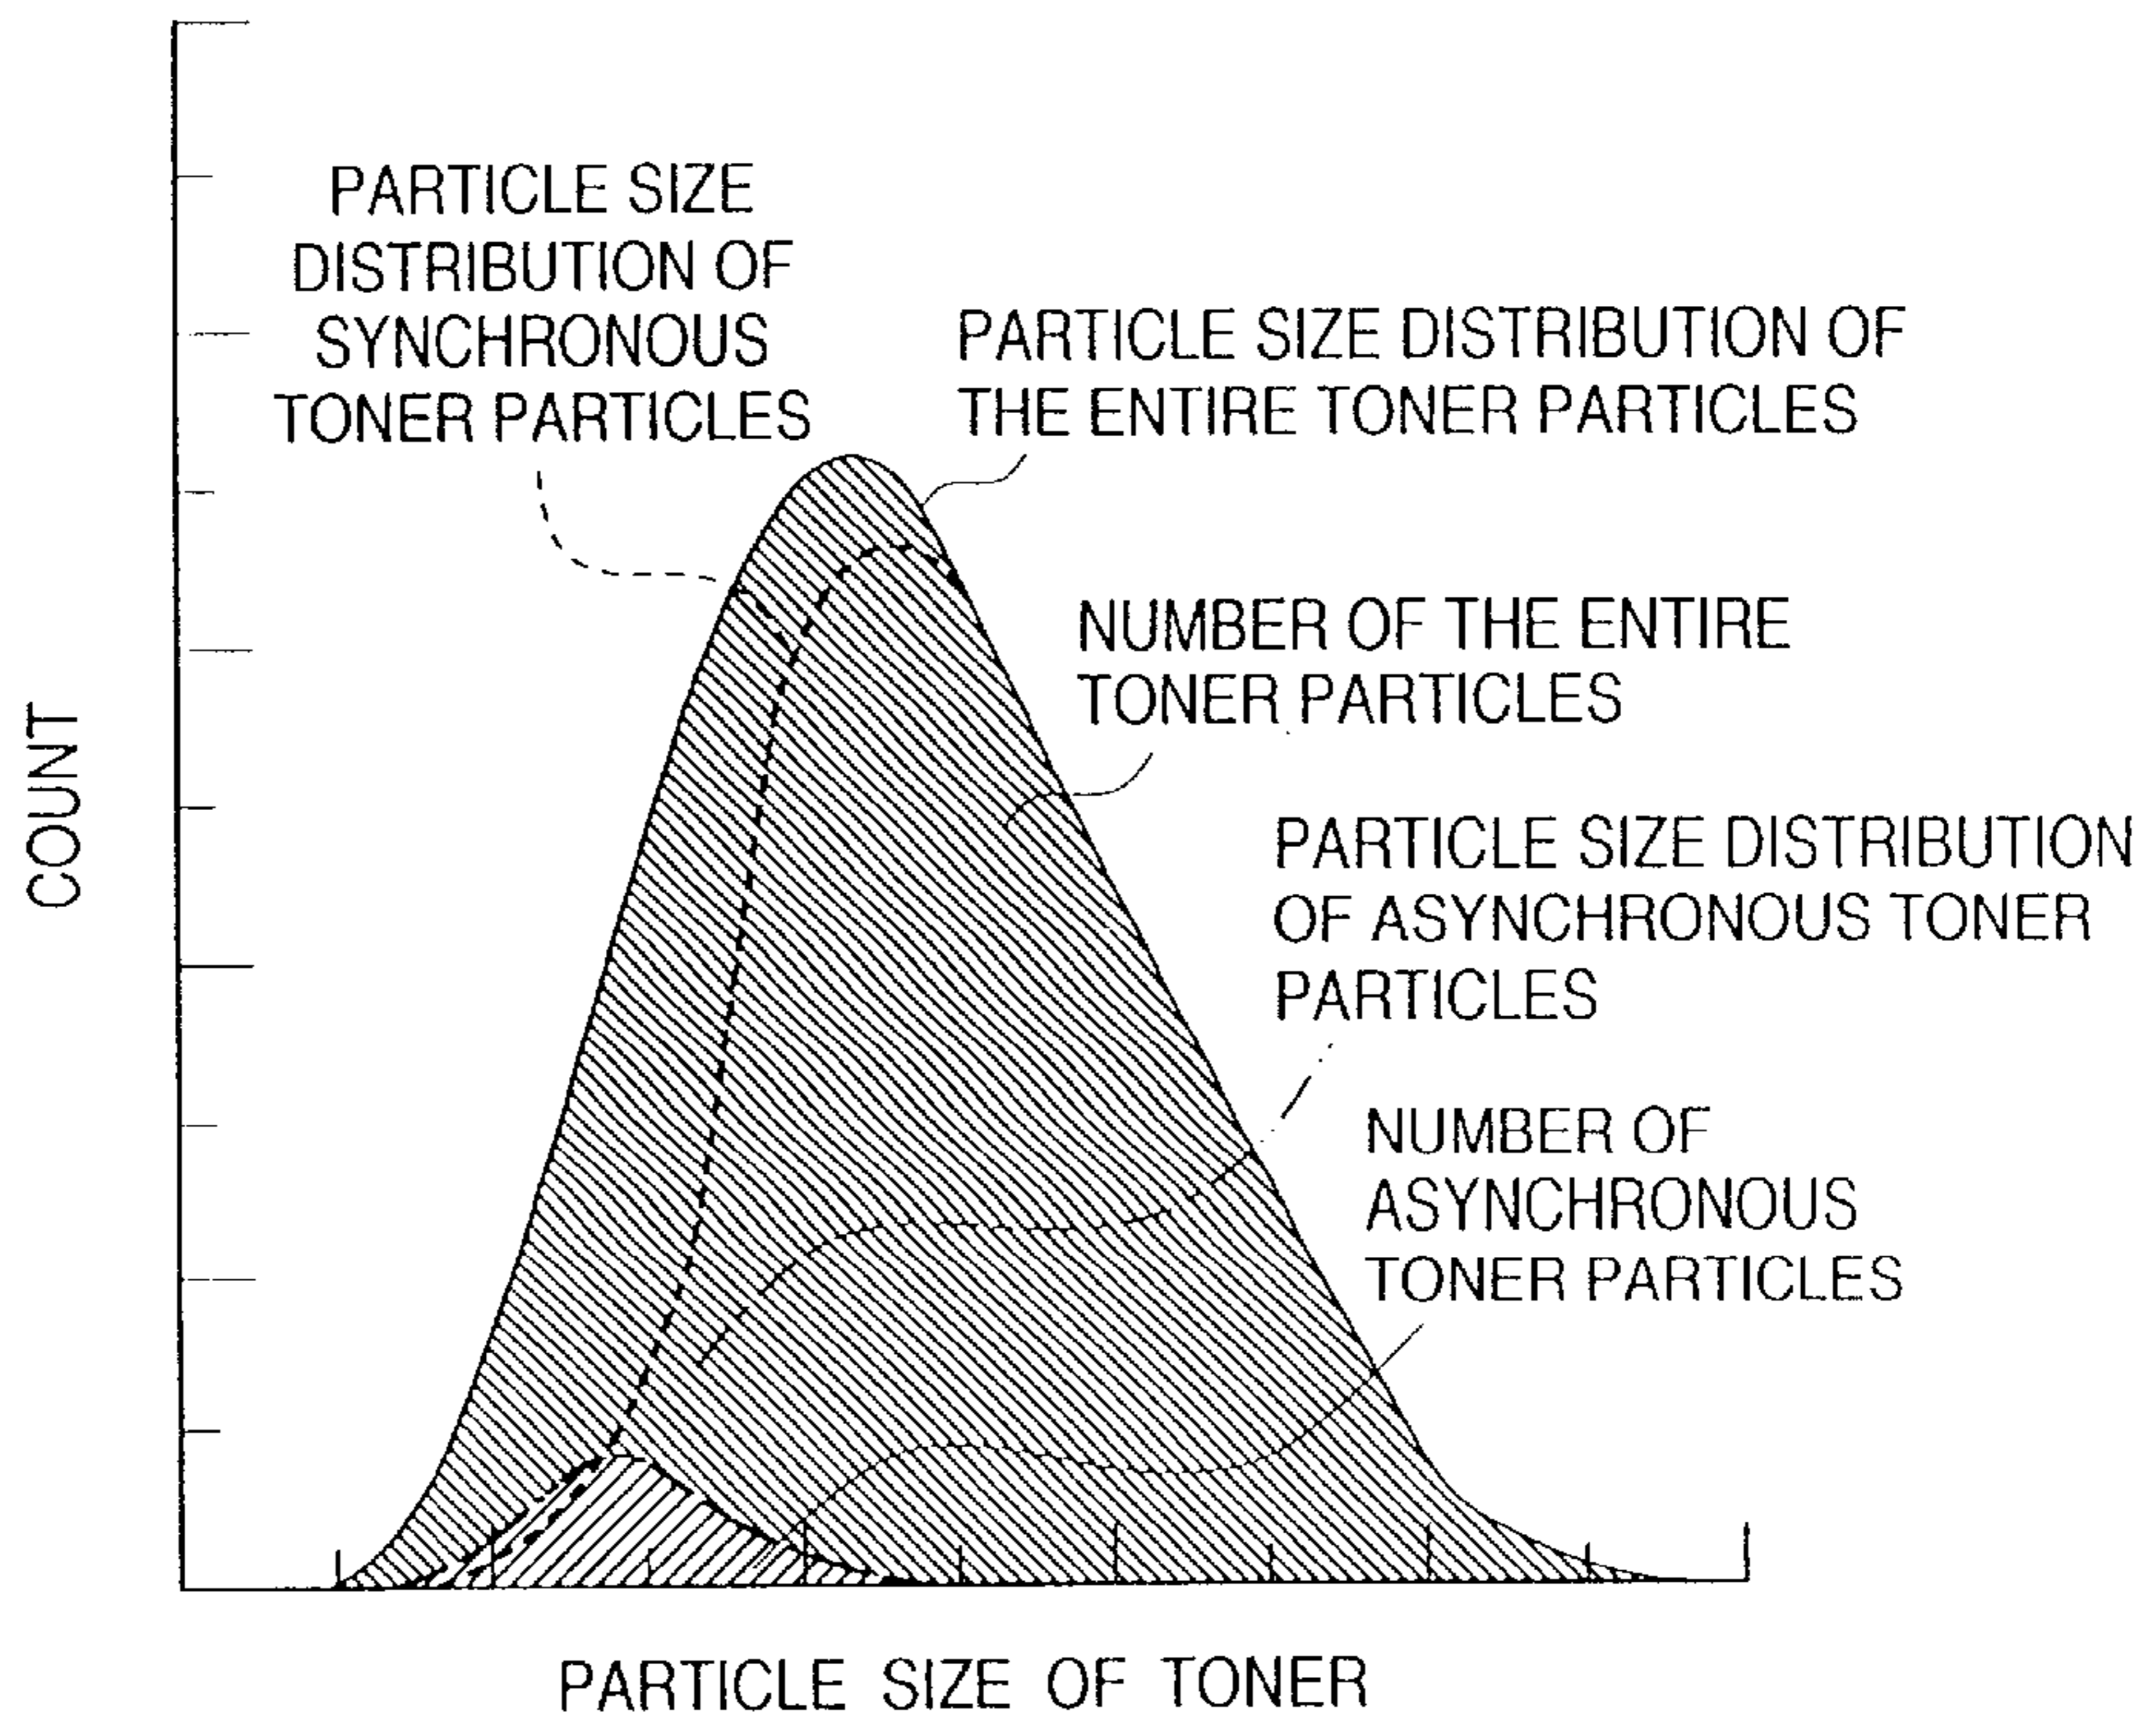 PARTICLE SIZE
DISTRIBUTION OF
SYNCHRONOUS
TONER PARTICLES
PARTICLE SIZE DISTRIBUTION OF
THE ENTIRE TONER PARTICLES
NUMBER OF THE ENTIRE
TONER PARTICLES
PARTICLE SIZE DISTRIBUTION
OF ASYNCHRONOUS TONER
PARTICLES
NUMBER OF
ASYNCHRONOUS
TONER PARTICLES
COUNT
PARTICLE SIZE OF TONER